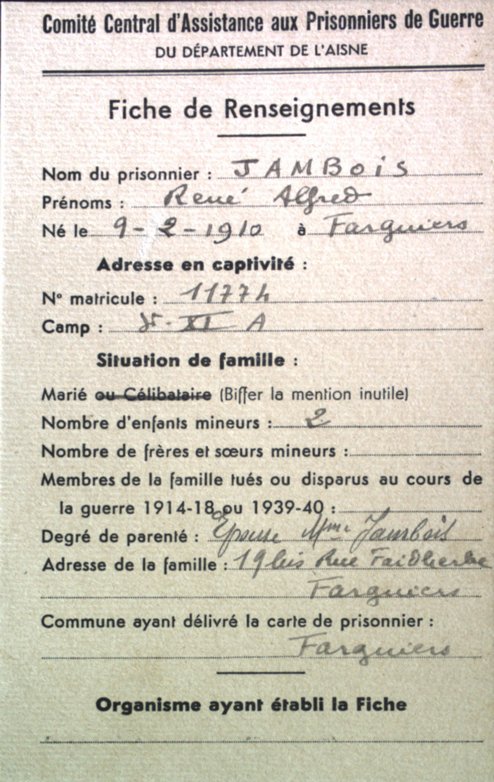 Comité Central d'Assistance aux Prisonniers de Guerre
DU DÉPARTEMENT DE L'AISNE
Fiche de Renseignements
Nom du prisonnier : JAMBOIS
Prénoms : René Alfred
Né le 9-2-1910 à Farguiers
Adresse en captivité :
N° matricule : 11774
Camp : XI A
Situation de famille :
Marié ou Célibataire (Biffer la mention inutile)
Nombre d'enfants mineurs : 2
Nombre de frères et sœurs mineurs :
Membres de la famille tués ou disparus au cours de
la guerre 1914-18 ou 1939-40 :
Degré de parenté : Epouse Mme Jambois
Adresse de la famille : 19 bis Rue Faidherbe
Farguiers
Commune ayant délivré la carte de prisonnier :
Farguiers
Organisme ayant établi la Fiche